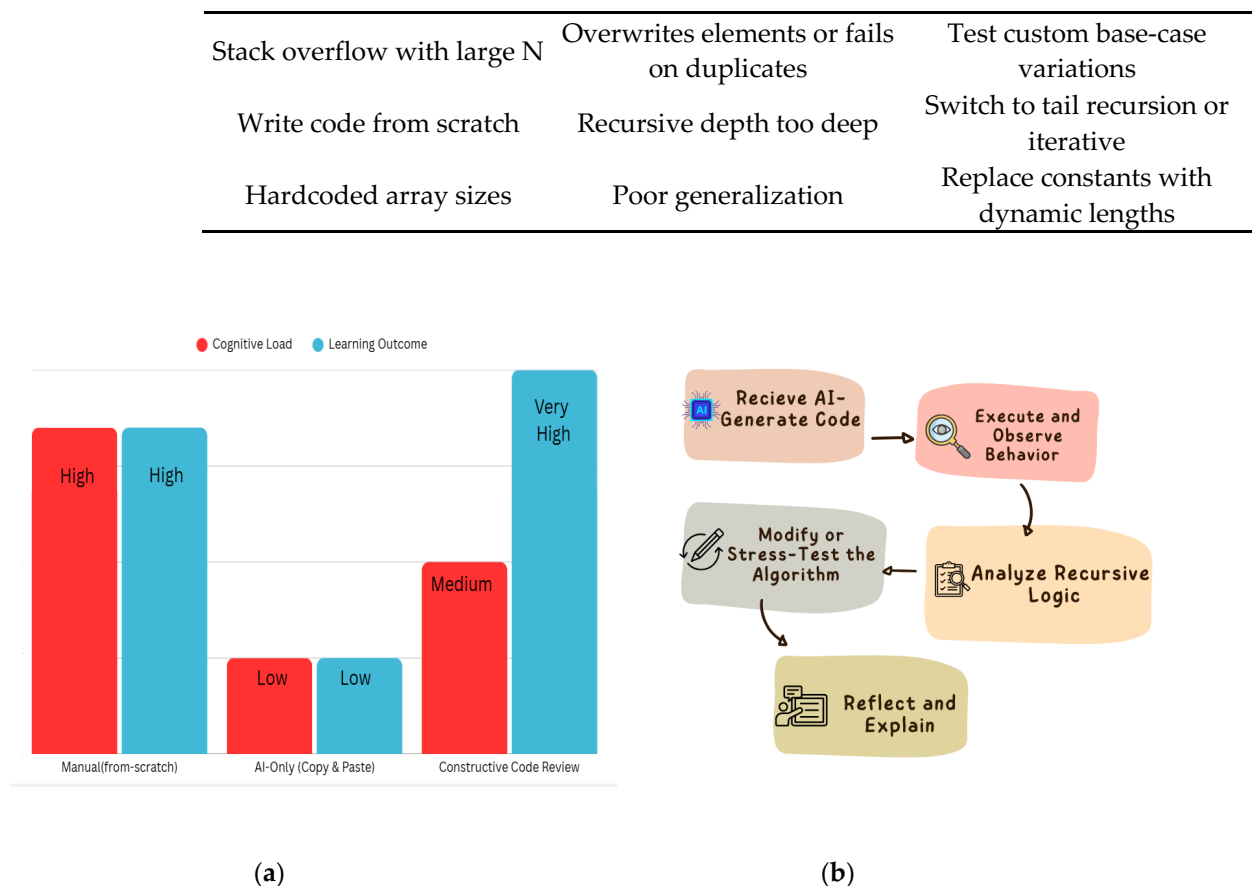 Stack overflow with large N
Overwrites elements or fails
on duplicates
Test custom base-case
variations
Write code from scratch
Recursive depth too deep
Switch to tail recursion or
iterative
Hardcoded array sizes
Poor generalization
Replace constants with
dynamic lengths
Cognitive Load
Learning Outcome
High
High
Low
Low
Medium
Very
High
Manual(from-scratch)
AI-Only (Copy & Paste)
Constructive Code Review
(a)
AI
Recieve AI-
Generate Code
Execute and
Observe
Behavior
Modify or
Stress-Test the
Algorithm
Analyze Recursive
Logic
Reflect and
Explain
(b)